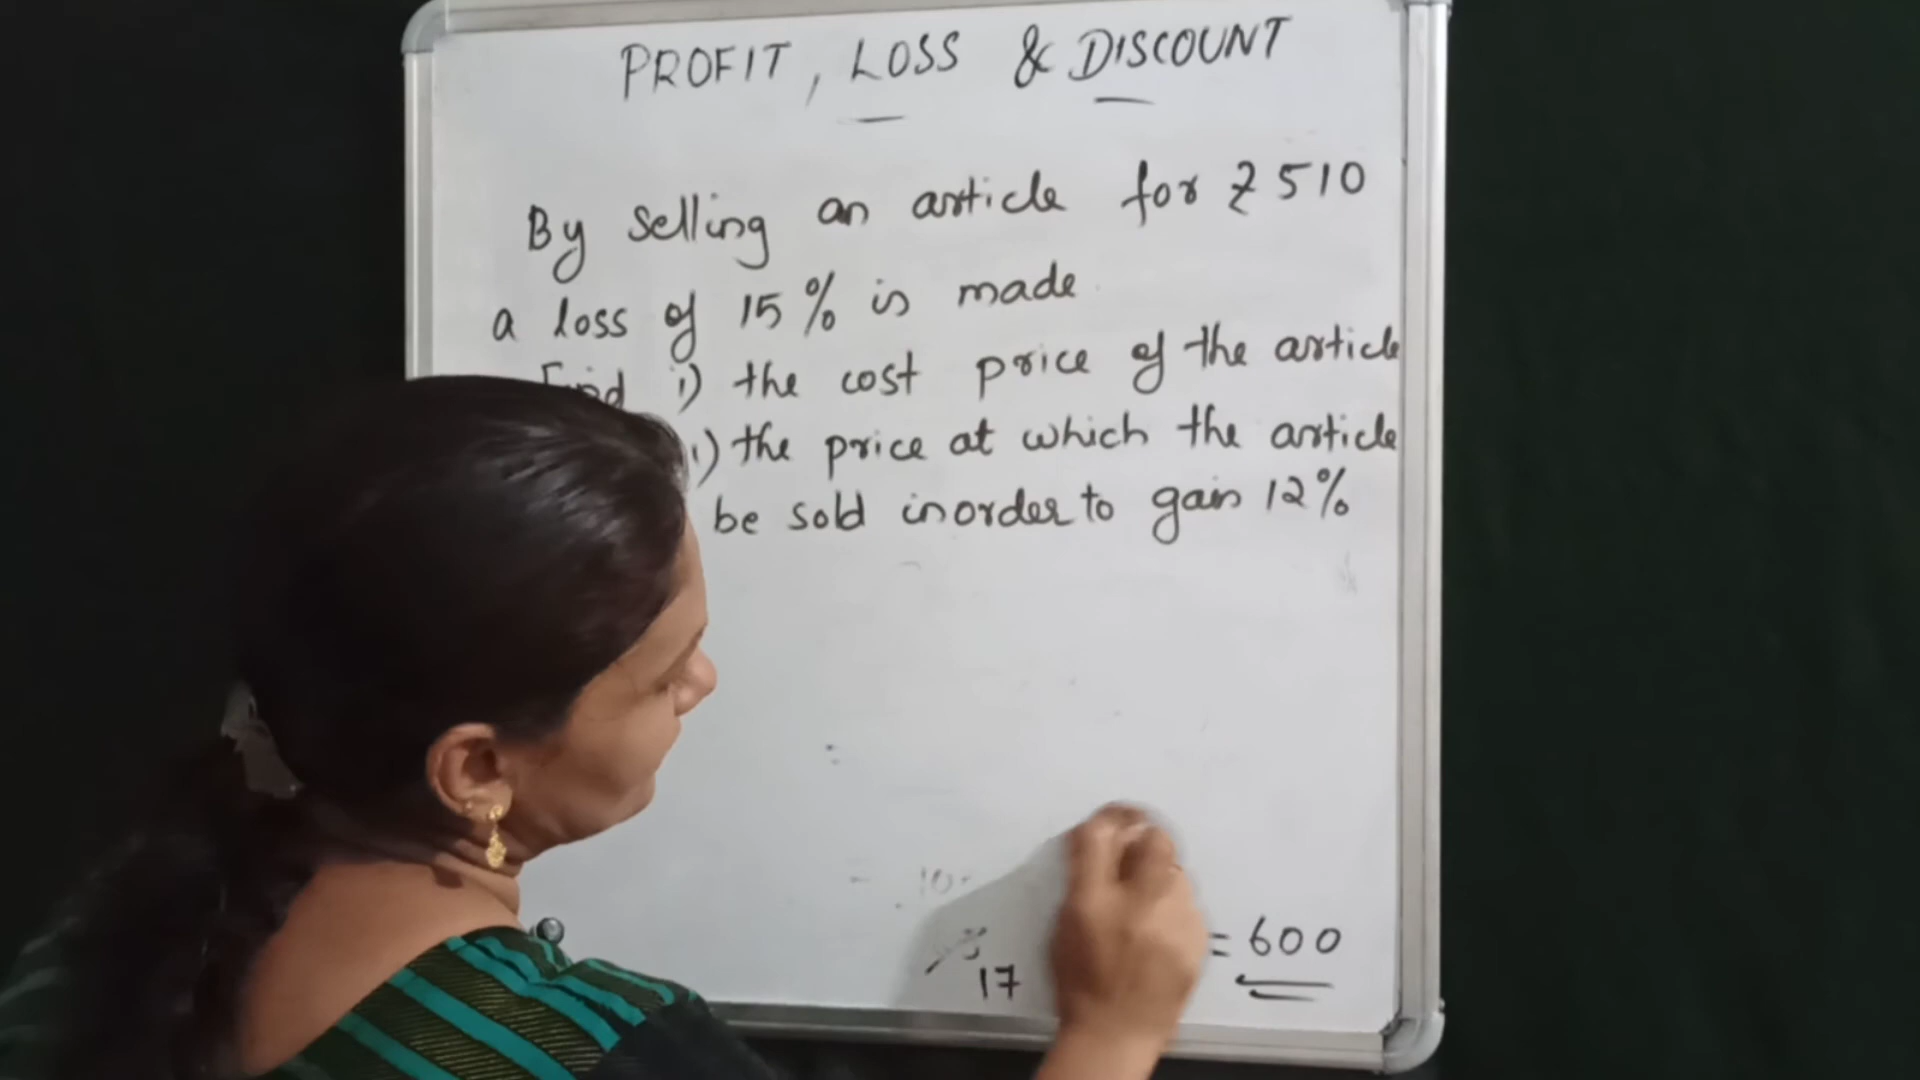 PROFIT, LOSS & DISCOUNT
By selling an article for ₹ 510
a loss of 15% is made
Find i) the cost price of the article
i) the price at which the article
be sold inorder to gain 12%
= 600
17